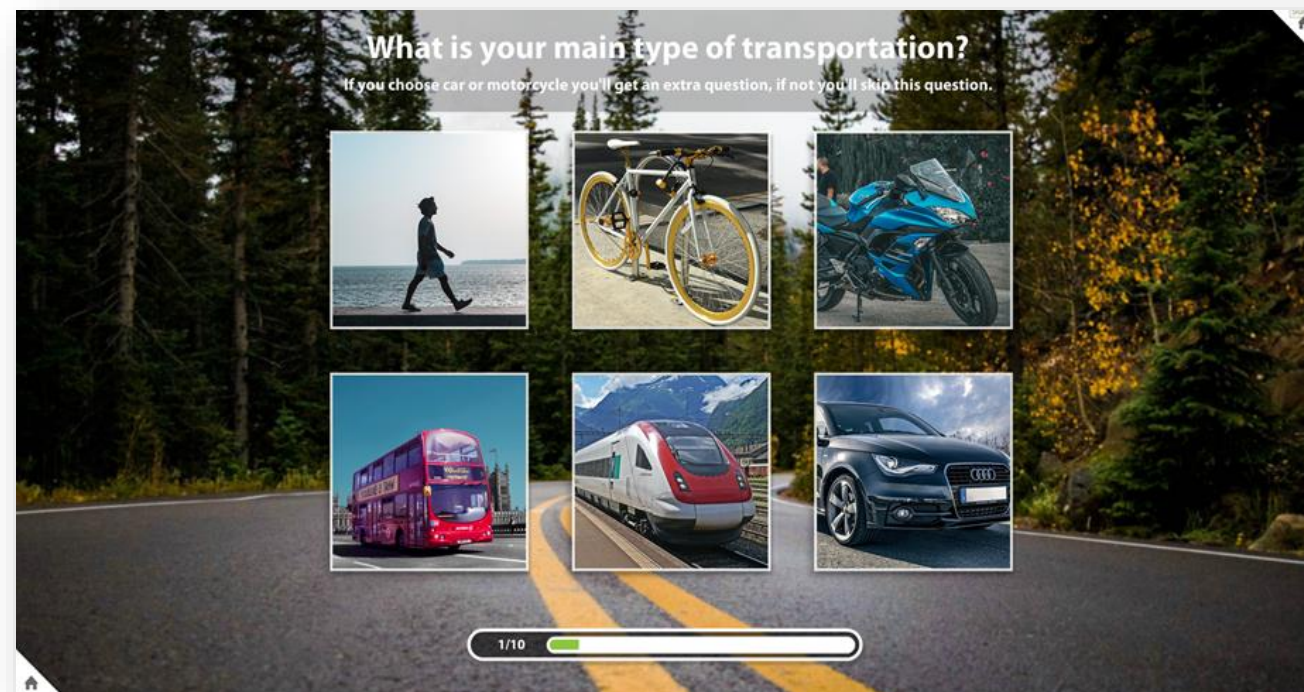 What is your main type of transportation?
If you choose car or motorcycle you'll get an extra question, if not you'll skip this question.
1/10